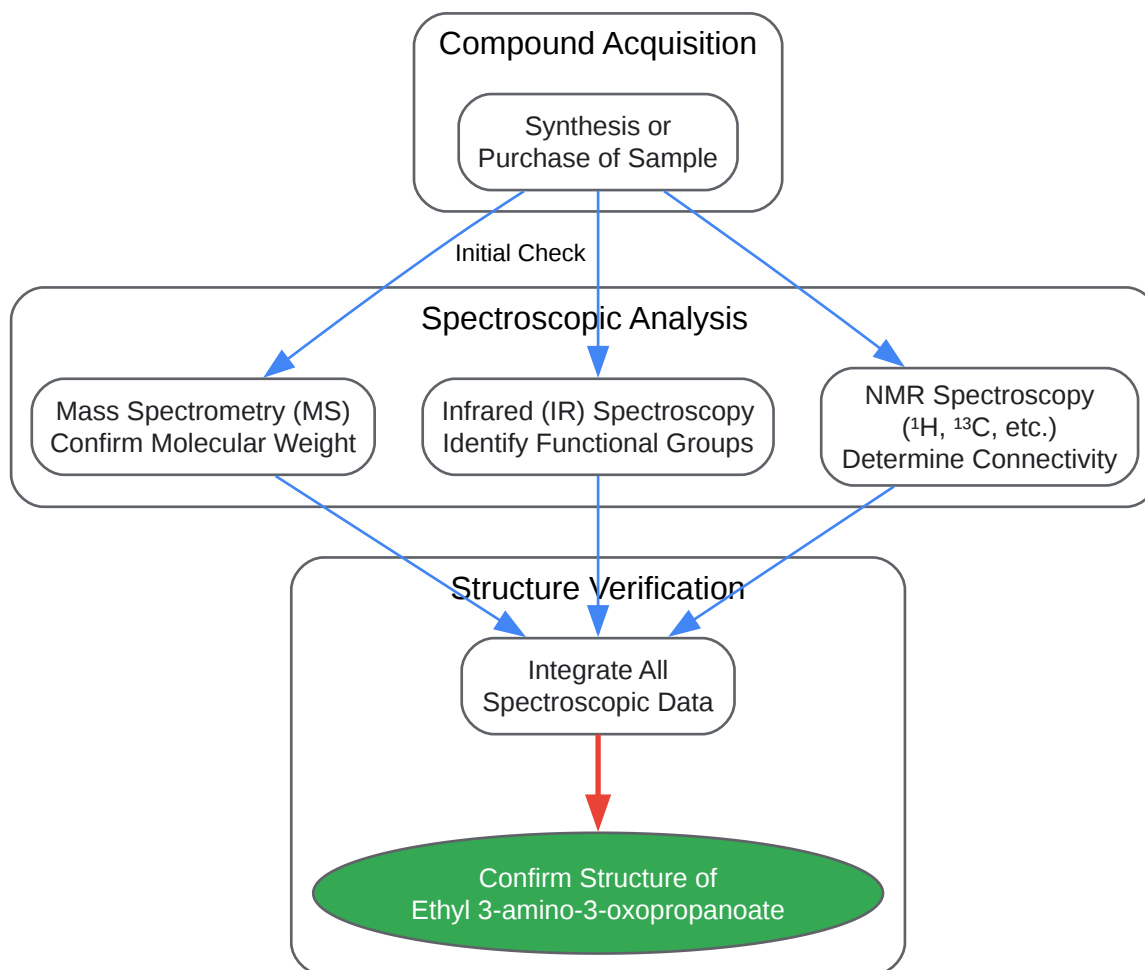 Compound Acquisition
Synthesis or
Purchase of Sample
Initial Check
Spectroscopic Analysis
Mass Spectrometry (MS)
Confirm Molecular Weight
Infrared (IR) Spectroscopy
Identify Functional Groups
NMR Spectroscopy
(¹H, ¹³C, etc.)
Determine Connectivity
Structure Verification
Integrate All
Spectroscopic Data
Confirm Structure of
Ethyl 3-amino-3-oxopropanoate